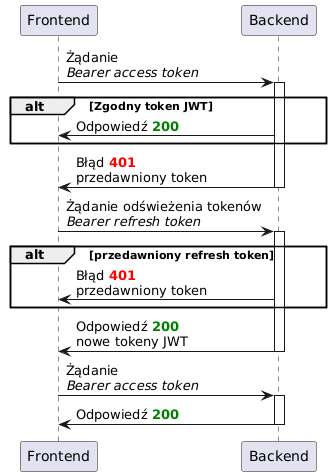 Frontend
Backend
Żądanie
Bearer access token
alt
[Zgodny token JWT]
Odpowiedź 200
Błąd 401
przedawniony token
Żądanie odświeżenia tokenów
Bearer refresh token
alt
[przedawniony refresh token]
Błąd 401
przedawniony token
Odpowiedź 200
nowe tokeny JWT
Żądanie
Bearer access token
Odpowiedź 200
Frontend
Backend